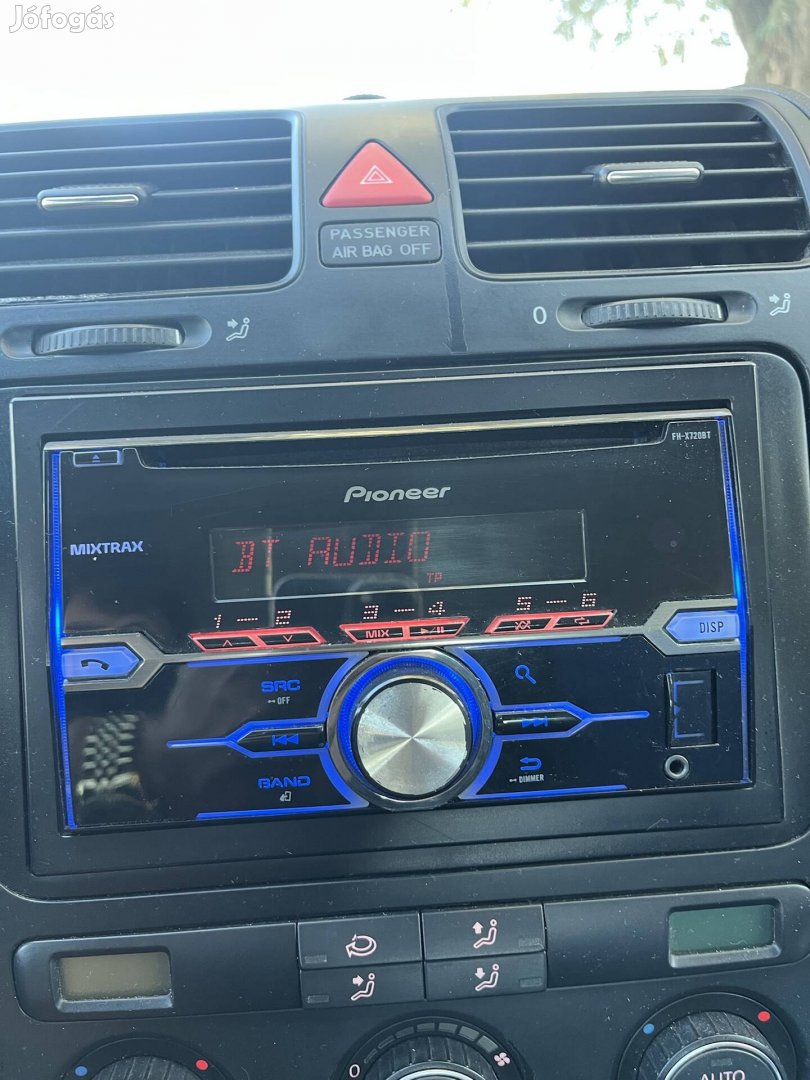 Jófogás
PASSENGER
AIR BAG OFF
0
FH-X720BT
Pioneer
MIXTRAX
BT AUDIO
TP
1 — 2 3 — 4 5 — 6
MIX
DISP
SRC
OFF
BAND
DIMMER
0
AUTO